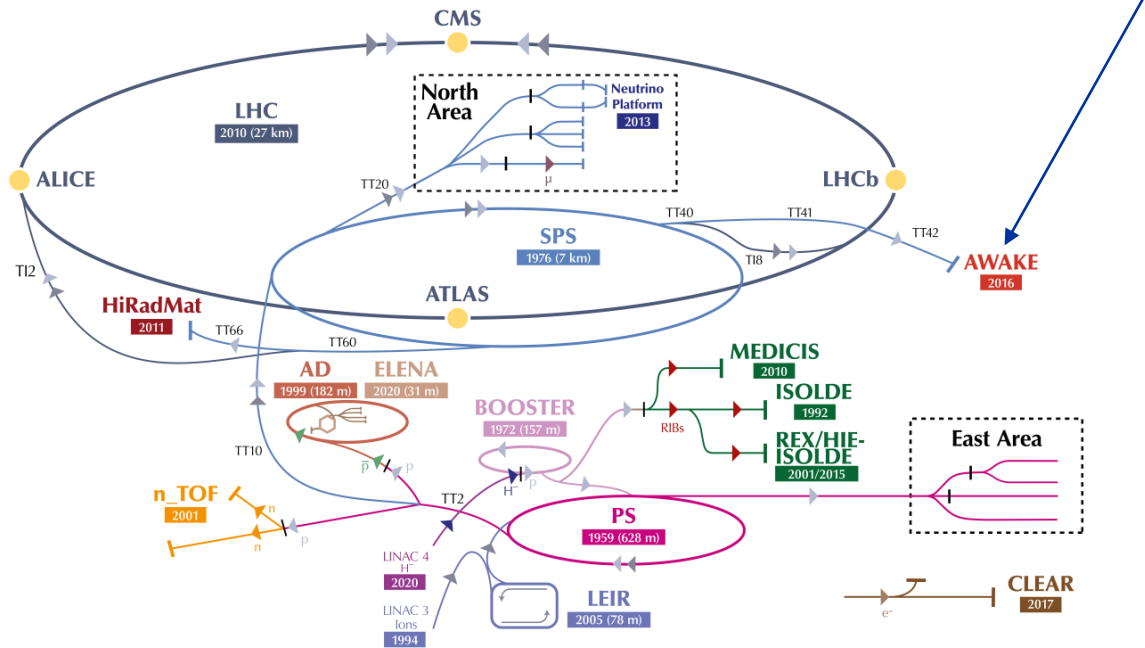 CMS
North
Area
Neutrino
Platform
2013
LHC
2010 (27 km)
μ
ALICE
LHCb
TT20
TT40
TT41
TT42
SPS
1976 (7 km)
TI8
AWAKE
2016
TI2
ATLAS
HiRadMat
2011
TT66
TT60
MEDICIS
2010
AD
1999 (182 m)
ELENA
2020 (31 m)
ISOLDE
1992
BOOSTER
1972 (157 m)
RIBs
REX/HIE-
ISOLDE
2001/2015
East Area
TT10
p̅
p
H⁻
p
n_TOF
2001
TT2
n
n
p
PS
1959 (628 m)
LINAC 4
H⁻
2020
LINAC 3
Ions
1994
LEIR
2005 (78 m)
CLEAR
2017
e⁻